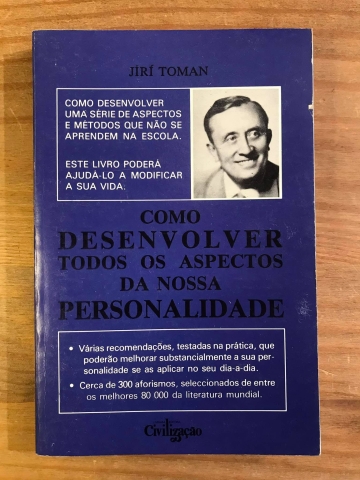 JÍRÍ TOMAN
COMO DESENVOLVER
UMA SÉRIE DE ASPECTOS
E MÉTODOS QUE NÃO SE
APRENDEM NA ESCOLA.
ESTE LIVRO PODERÁ
AJUDÁ-LO A MODIFICAR
A SUA VIDA.
COMO
DESENVOLVER
TODOS OS ASPECTOS
DA NOSSA
PERSONALIDADE
• Várias recomendações, testadas na prática, que
poderão melhorar substancialmente a sua per-
sonalidade se as aplicar no seu dia-a-dia.
• Cerca de 300 aforismos, seleccionados de entre
os melhores 80 000 da literatura mundial.
Civilização